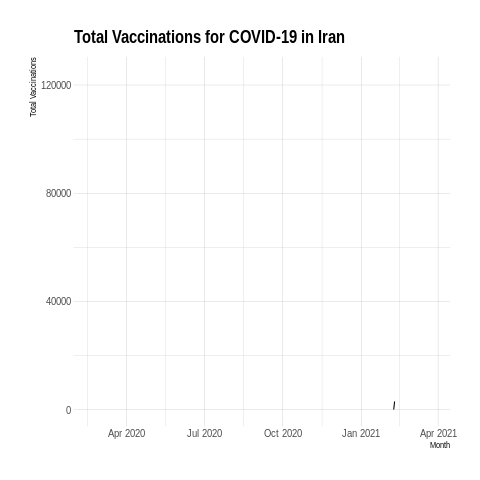 Total Vaccinations for COVID-19 in Iran
Total Vaccinations
120000
80000
40000
0
Apr 2020 Jul 2020 Oct 2020 Jan 2021 Apr 2021
Month